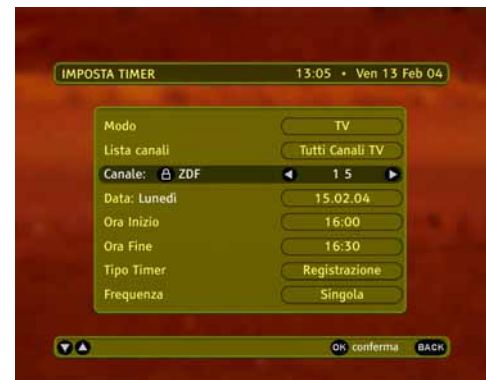 IMPOSTA TIMER 13:05 • Ven 13 Feb 04
Modo TV
Lista canali Tutti Canali TV
Canale: ZDF 1 5
Data: Lunedì 15.02.04
Ora Inizio 16:00
Ora Fine 16:30
Tipo Timer Registrazione
Frequenza Singola
OK conferma BACK